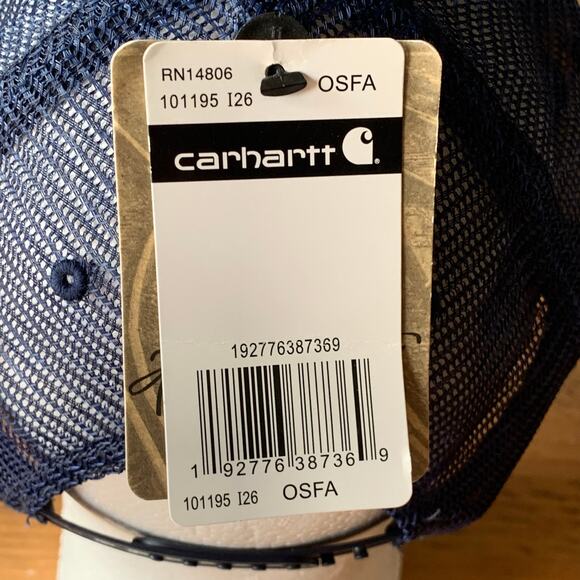 RN14806
101195 I26
OSFA
carhartt
192776387369
1 92776 38736 9
101195 I26 OSFA